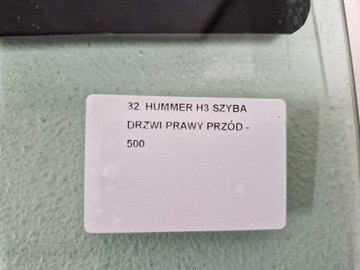 32. HUMMER H3 SZYBA
DRZWI PRAWY PRZÓD -
500